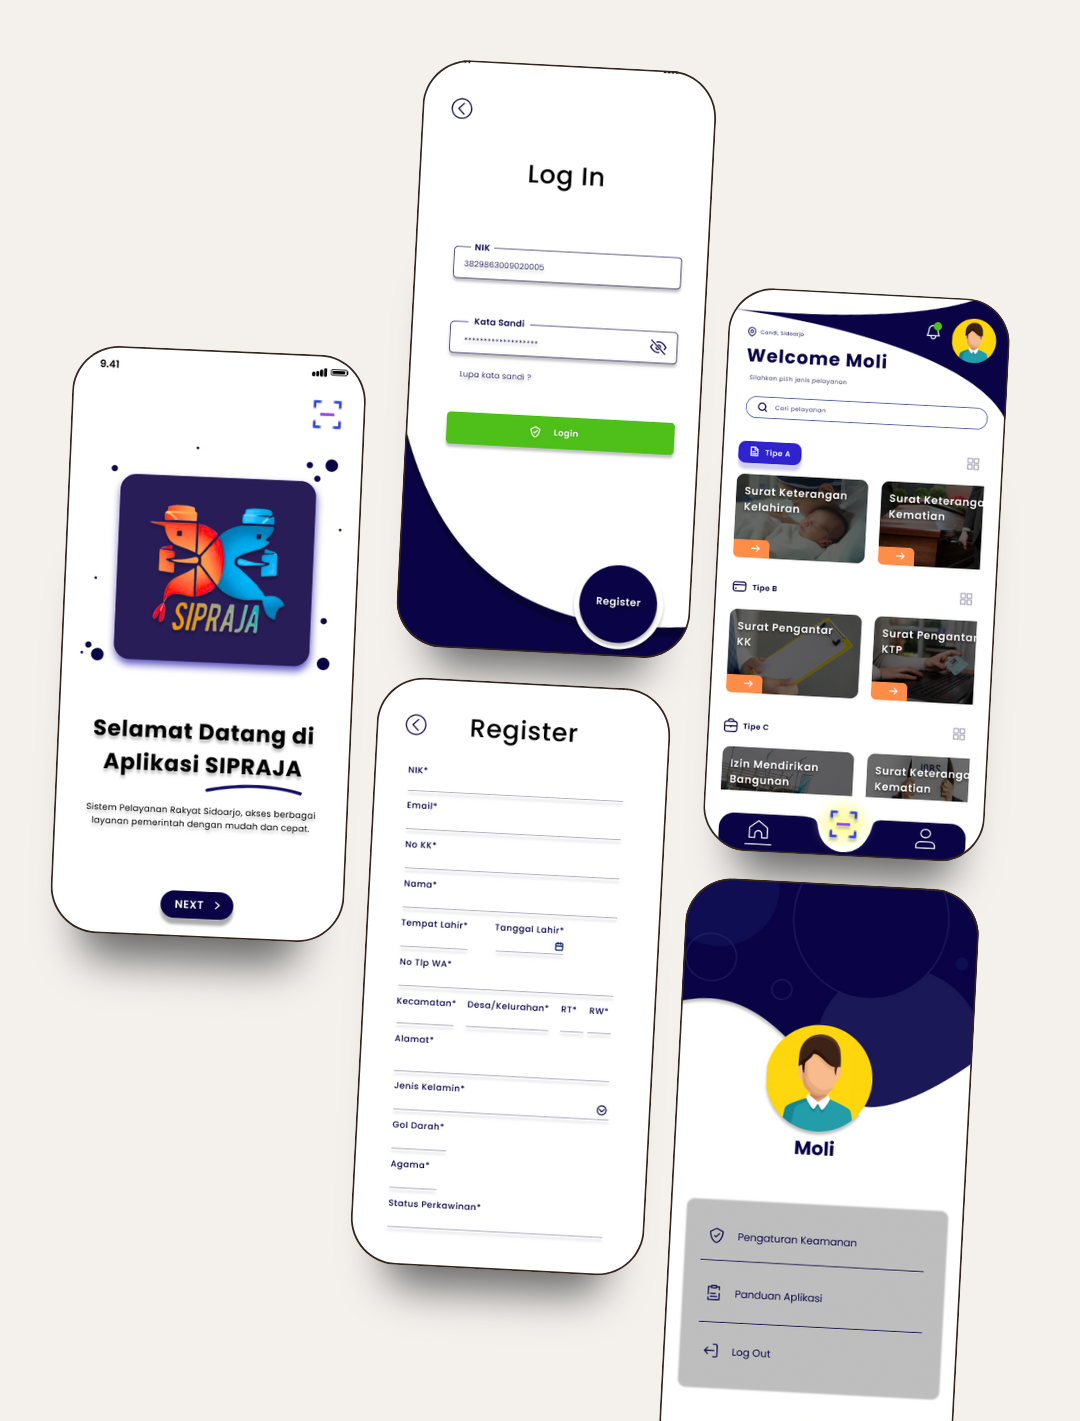 9.41
SIPRAJA
Selamat Datang di
Aplikasi SIPRAJA
Sistem Pelayanan Rakyat Sidoarjo, akses berbagai
layanan pemerintah dengan mudah dan cepat.
NEXT
Log In
NIK
3829863009020005
Kata Sandi
*******************
Lupa kata sandi ?
Login
Register
Register
NIK*
Email*
No KK*
Nama*
Tempat Lahir* Tanggal Lahir*
No Tlp WA*
Kecamatan* Desa/Kelurahan* RT* RW*
Alamat*
Jenis Kelamin*
Gol Darah*
Agama*
Status Perkawinan*
Candi, Sidoarjo
Welcome Moli
Silahkan pilih jenis pelayanan
Cari pelayanan
Tipe A
Surat Keterangan
Kelahiran
Surat Keteranga
Kematian
Tipe B
Surat Pengantar
KK
Surat Pengantar
KTP
Tipe C
Izin Mendirikan
Bangunan
Surat Keteranga
Kematian
JOBS
Moli
Pengaturan Keamanan
Panduan Aplikasi
Log Out